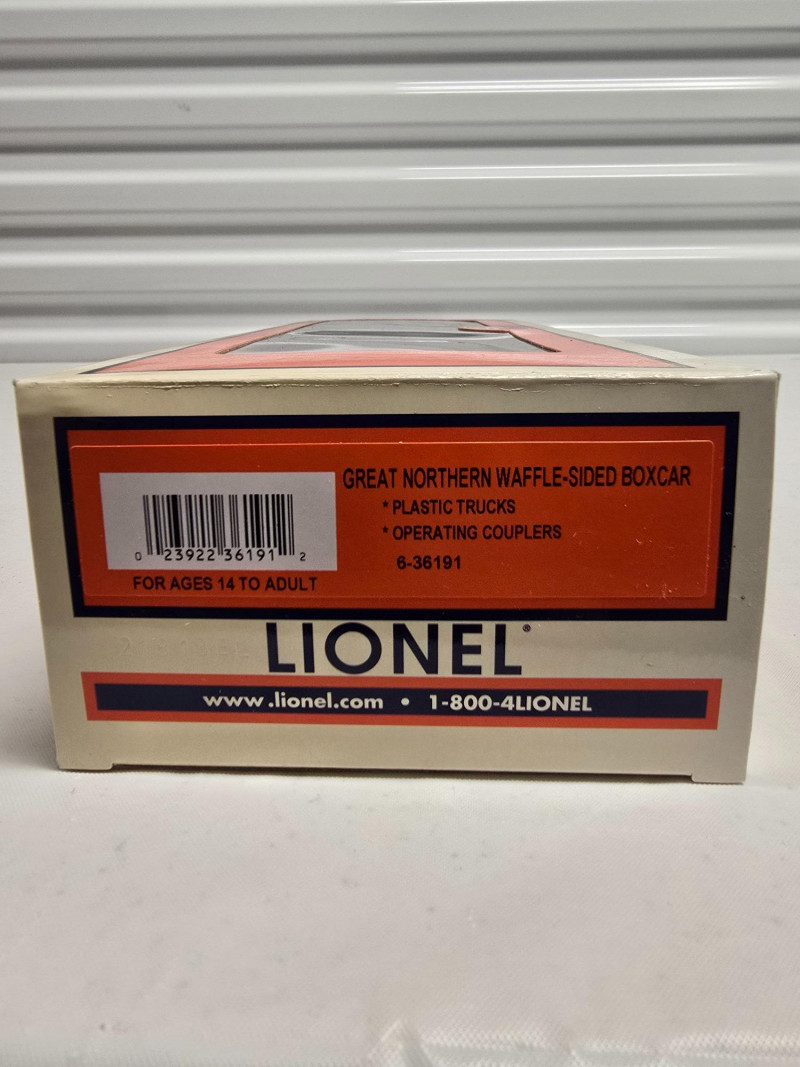 GREAT NORTHERN WAFFLE-SIDED BOXCAR
* PLASTIC TRUCKS
* OPERATING COUPLERS
6-36191
0 23922 36191 2
FOR AGES 14 TO ADULT
LIONEL®
www.lionel.com • 1-800-4LIONEL